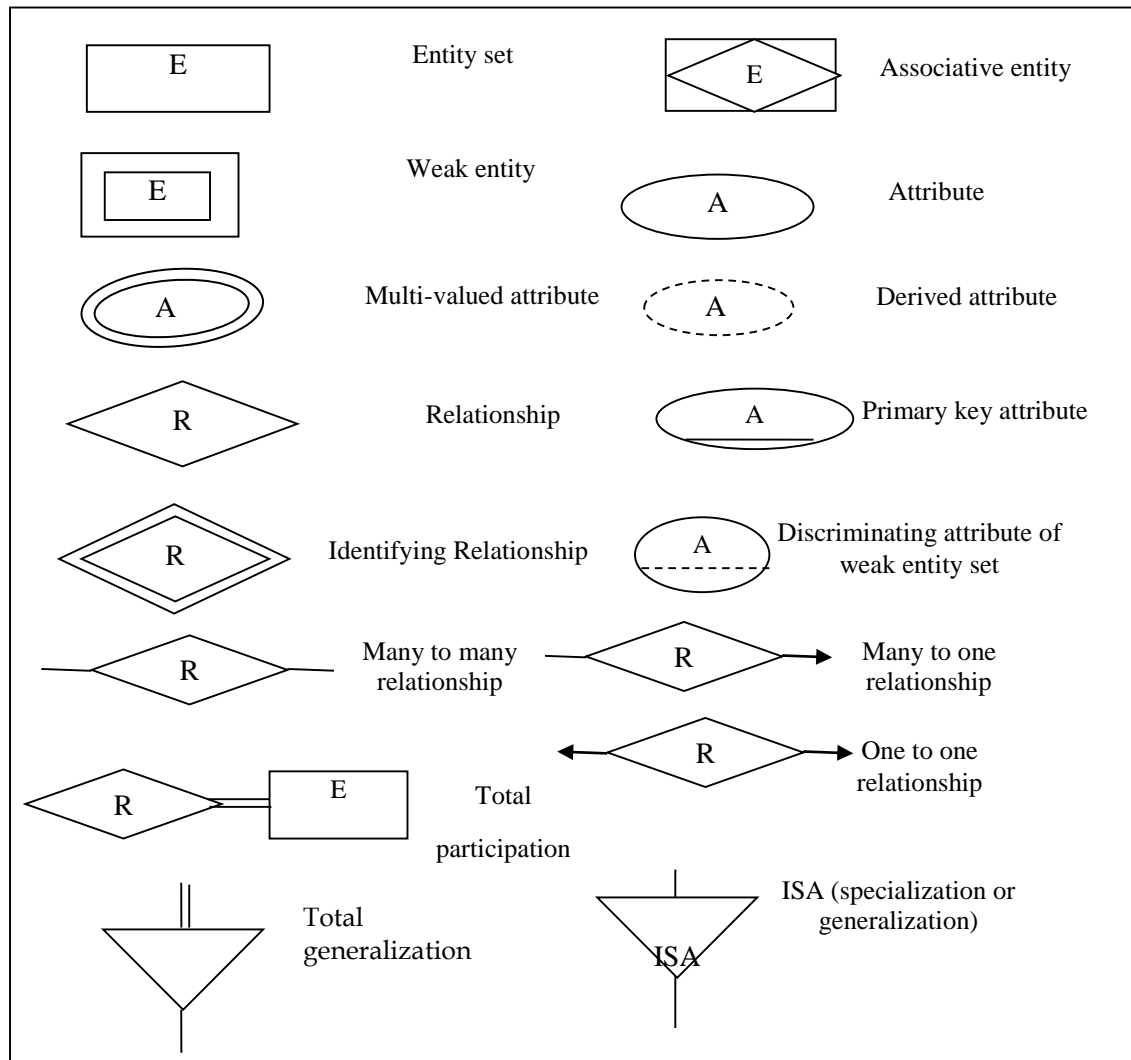 E
Entity set
E
Associative entity
E
Weak entity
A
Attribute
A
Multi-valued attribute
A
Derived attribute
R
Relationship
A
Primary key attribute
R
Identifying Relationship
A
Discriminating attribute of
weak entity set
R
Many to many
relationship
R
Many to one
relationship
R
One to one
relationship
R
E
Total
participation
Total
generalization
ISA
ISA (specialization or
generalization)